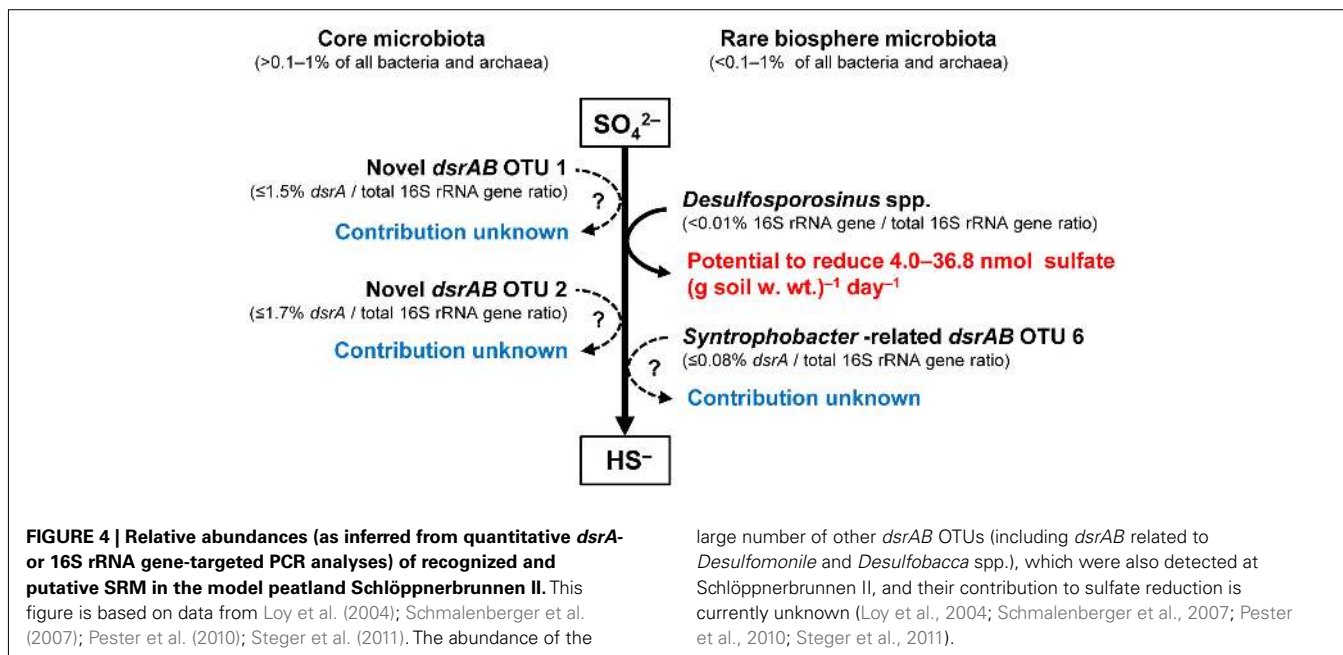 Core microbiota
(>0.1–1% of all bacteria and archaea)
Rare biosphere microbiota
(<0.1–1% of all bacteria and archaea)
SO₄²⁻
Novel dsrAB OTU 1
(≤1.5% dsrA / total 16S rRNA gene ratio)
?
Contribution unknown
Desulfosporosinus spp.
(<0.01% 16S rRNA gene / total 16S rRNA gene ratio)
Potential to reduce 4.0–36.8 nmol sulfate
(g soil w. wt.)⁻¹ day⁻¹
Novel dsrAB OTU 2
(≤1.7% dsrA / total 16S rRNA gene ratio)
?
Contribution unknown
Syntrophobacter -related dsrAB OTU 6
(≤0.08% dsrA / total 16S rRNA gene ratio)
?
Contribution unknown
HS⁻
FIGURE 4 | Relative abundances (as inferred from quantitative dsrA-
or 16S rRNA gene-targeted PCR analyses) of recognized and
putative SRM in the model peatland Schlöppnerbrunnen II. This
figure is based on data from Loy et al. (2004); Schmalenberger et al.
(2007); Pester et al. (2010); Steger et al. (2011). The abundance of the
large number of other dsrAB OTUs (including dsrAB related to
Desulfomonile and Desulfobacca spp.), which were also detected at
Schlöppnerbrunnen II, and their contribution to sulfate reduction is
currently unknown (Loy et al., 2004; Schmalenberger et al., 2007; Pester
et al., 2010; Steger et al., 2011).